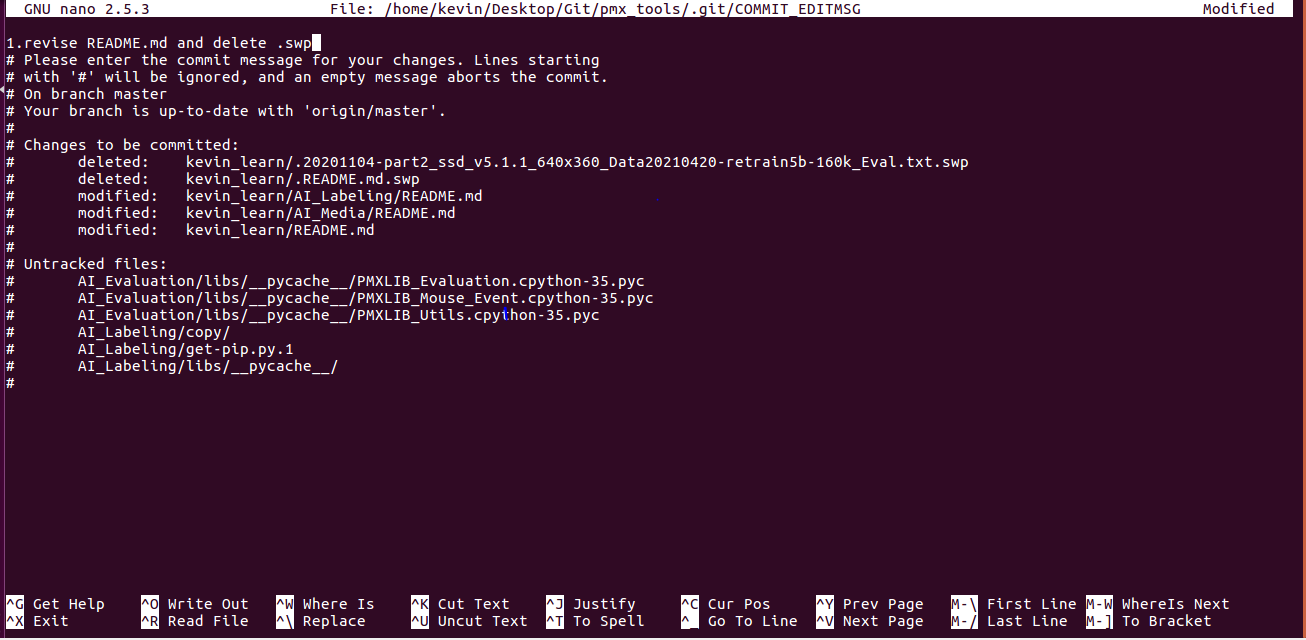 GNU nano 2.5.3 File: /home/kevin/Desktop/Git/pmx_tools/.git/COMMIT_EDITMSG Modified
1.revise README.md and delete .swp
# Please enter the commit message for your changes. Lines starting
# with '#' will be ignored, and an empty message aborts the commit.
# On branch master
# Your branch is up-to-date with 'origin/master'.
#
# Changes to be committed:
#       deleted:    kevin_learn/.20201104-part2_ssd_v5.1.1_640x360_Data20210420-retrain5b-160k_Eval.txt.swp
#       deleted:    kevin_learn/.README.md.swp
#       modified:   kevin_learn/AI_Labeling/README.md
#       modified:   kevin_learn/AI_Media/README.md
#       modified:   kevin_learn/README.md
#
# Untracked files:
#       AI_Evaluation/libs/__pycache__/PMXLIB_Evaluation.cpython-35.pyc
#       AI_Evaluation/libs/__pycache__/PMXLIB_Mouse_Event.cpython-35.pyc
#       AI_Evaluation/libs/__pycache__/PMXLIB_Utils.cpython-35.pyc
#       AI_Labeling/copy/
#       AI_Labeling/get-pip.py.1
#       AI_Labeling/libs/__pycache__/
#
^G Get Help ^O Write Out ^W Where Is ^K Cut Text ^J Justify ^C Cur Pos ^Y Prev Page M-\ First Line M-W WhereIs Next
^X Exit ^R Read File ^\ Replace ^U Uncut Text ^T To Spell ^_ Go To Line ^V Next Page M-/ Last Line M-] To Bracket